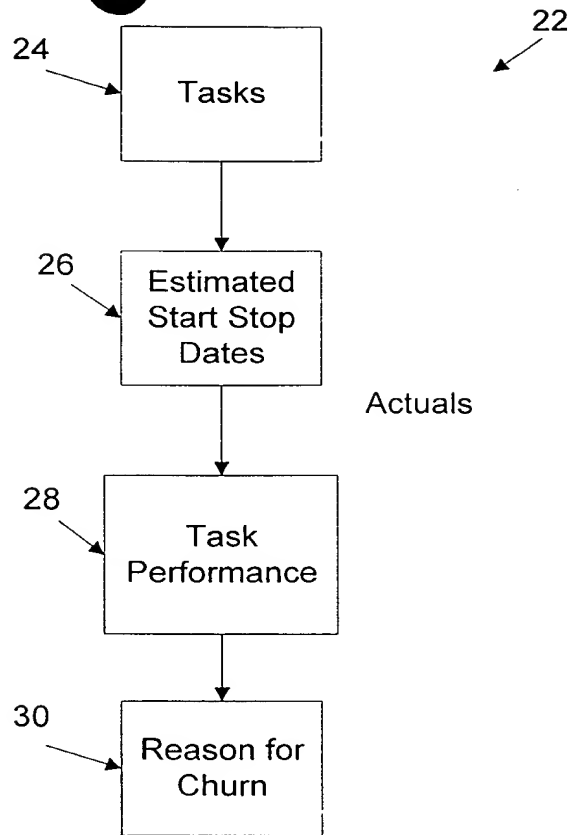 22
24
Tasks
26
Estimated
Start Stop
Dates
Actuals
28
Task
Performance
30
Reason for
Churn